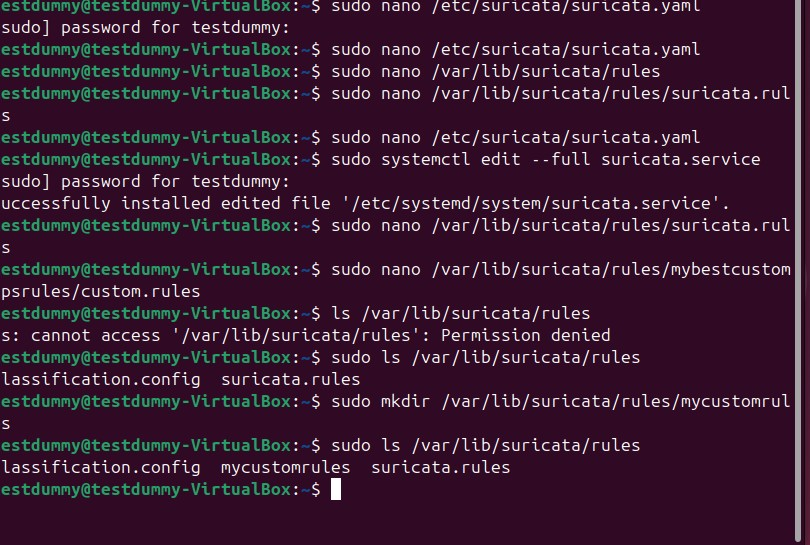 estdummy@testdummy-VirtualBox:~$ sudo nano /etc/suricata/suricata.yaml
sudo] password for testdummy:
estdummy@testdummy-VirtualBox:~$ sudo nano /etc/suricata/suricata.yaml
estdummy@testdummy-VirtualBox:~$ sudo nano /var/lib/suricata/rules
estdummy@testdummy-VirtualBox:~$ sudo nano /var/lib/suricata/rules/suricata.rul
s
estdummy@testdummy-VirtualBox:~$ sudo nano /etc/suricata/suricata.yaml
estdummy@testdummy-VirtualBox:~$ sudo systemctl edit --full suricata.service
sudo] password for testdummy:
uccessfully installed edited file '/etc/systemd/system/suricata.service'.
estdummy@testdummy-VirtualBox:~$ sudo nano /var/lib/suricata/rules/suricata.rul
s
estdummy@testdummy-VirtualBox:~$ sudo nano /var/lib/suricata/rules/mybestcustom
psrules/custom.rules
estdummy@testdummy-VirtualBox:~$ ls /var/lib/suricata/rules
s: cannot access '/var/lib/suricata/rules': Permission denied
estdummy@testdummy-VirtualBox:~$ sudo ls /var/lib/suricata/rules
lassification.config  suricata.rules
estdummy@testdummy-VirtualBox:~$ sudo mkdir /var/lib/suricata/rules/mycustomrul
s
estdummy@testdummy-VirtualBox:~$ sudo ls /var/lib/suricata/rules
lassification.config  mycustomrules  suricata.rules
estdummy@testdummy-VirtualBox:~$